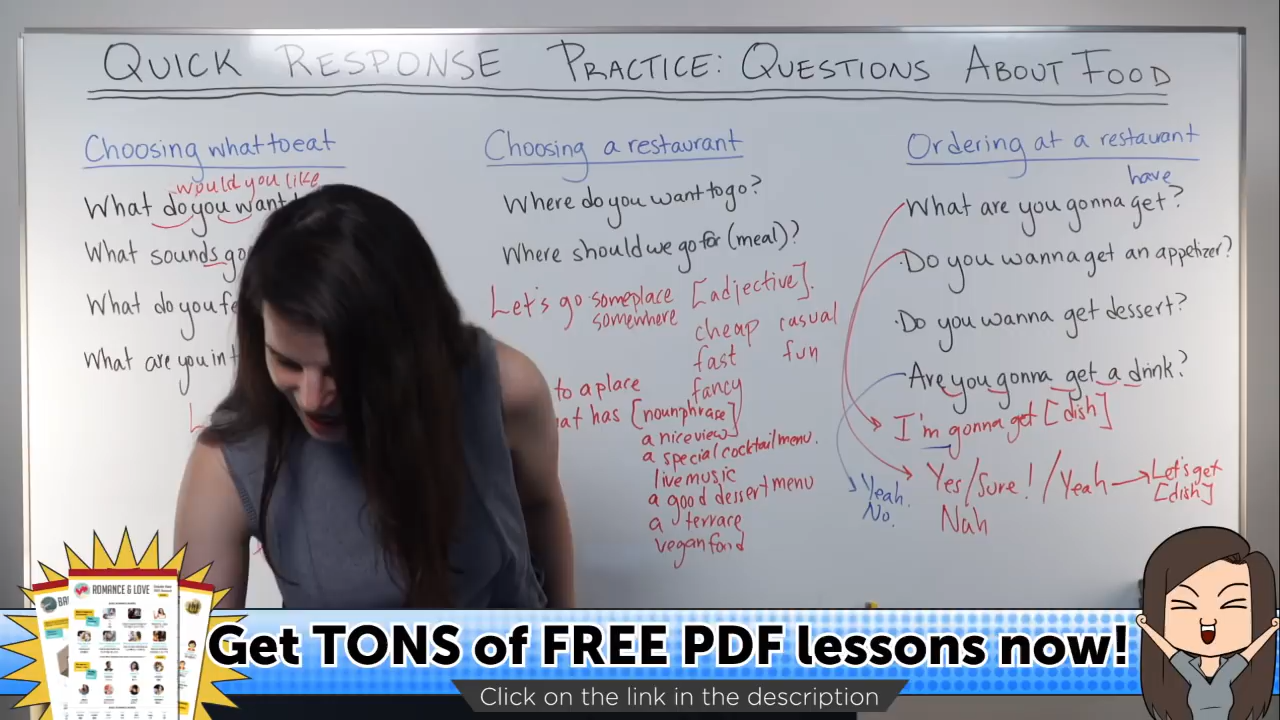 QUICK RESPONSE PRACTICE: QUESTIONS ABOUT FOOD
Choosing what to eat
would you like
What do you want
What sounds go
What do you fe
What are you in t
Choosing a restaurant
Where do you want to go?
Where should we go for (meal)?
Let's go someplace [adjective].
somewhere
cheap casual
fast fun
fancy
to a place
at has [noun phrase]
a nice view
a special cocktail menu.
live music
a good dessert menu
a terrace
vegan food
Ordering at a restaurant
have
What are you gonna get?
Do you wanna get an appetizer?
Do you wanna get dessert?
Are you gonna get a drink?
I'm gonna get [dish]
Yes/Sure! / Yeah → Let's get
[dish]
Nah
Yeah.
No.
ROMANCE & LOVE
Get TONS of FREE PDF lessons now!
Click on the link in the description